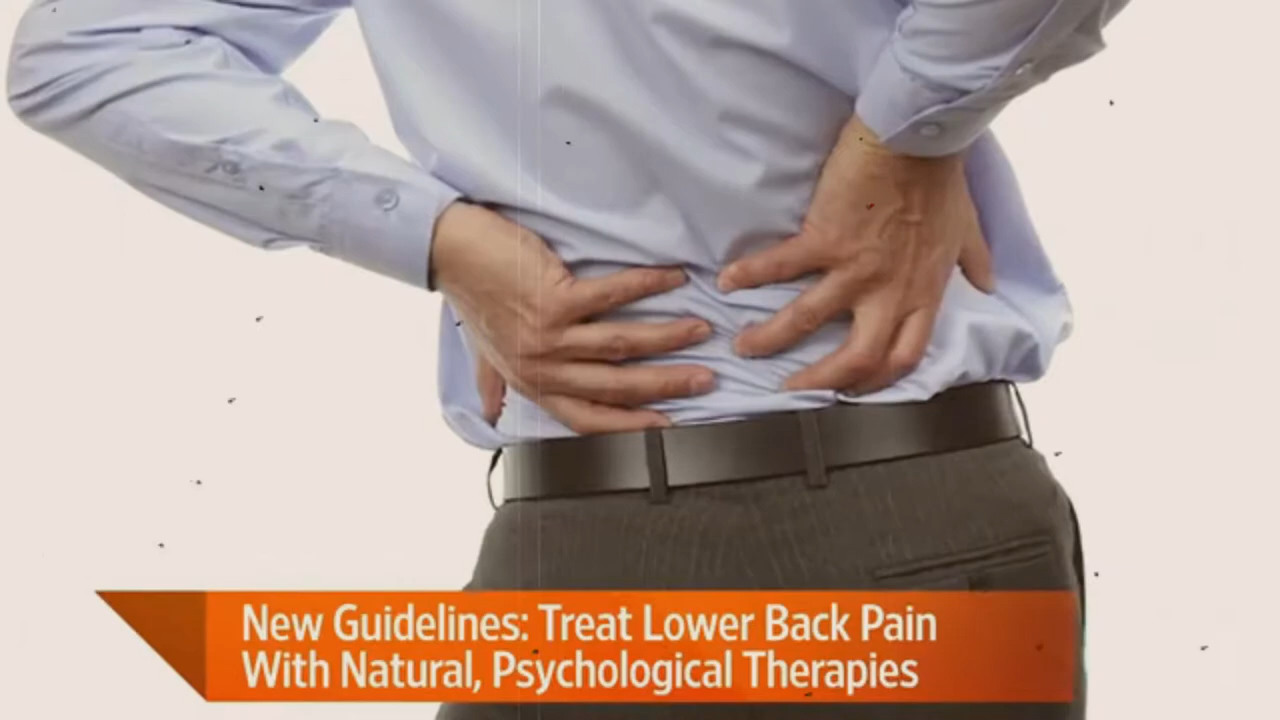 New Guidelines: Treat Lower Back Pain
With Natural, Psychological Therapies